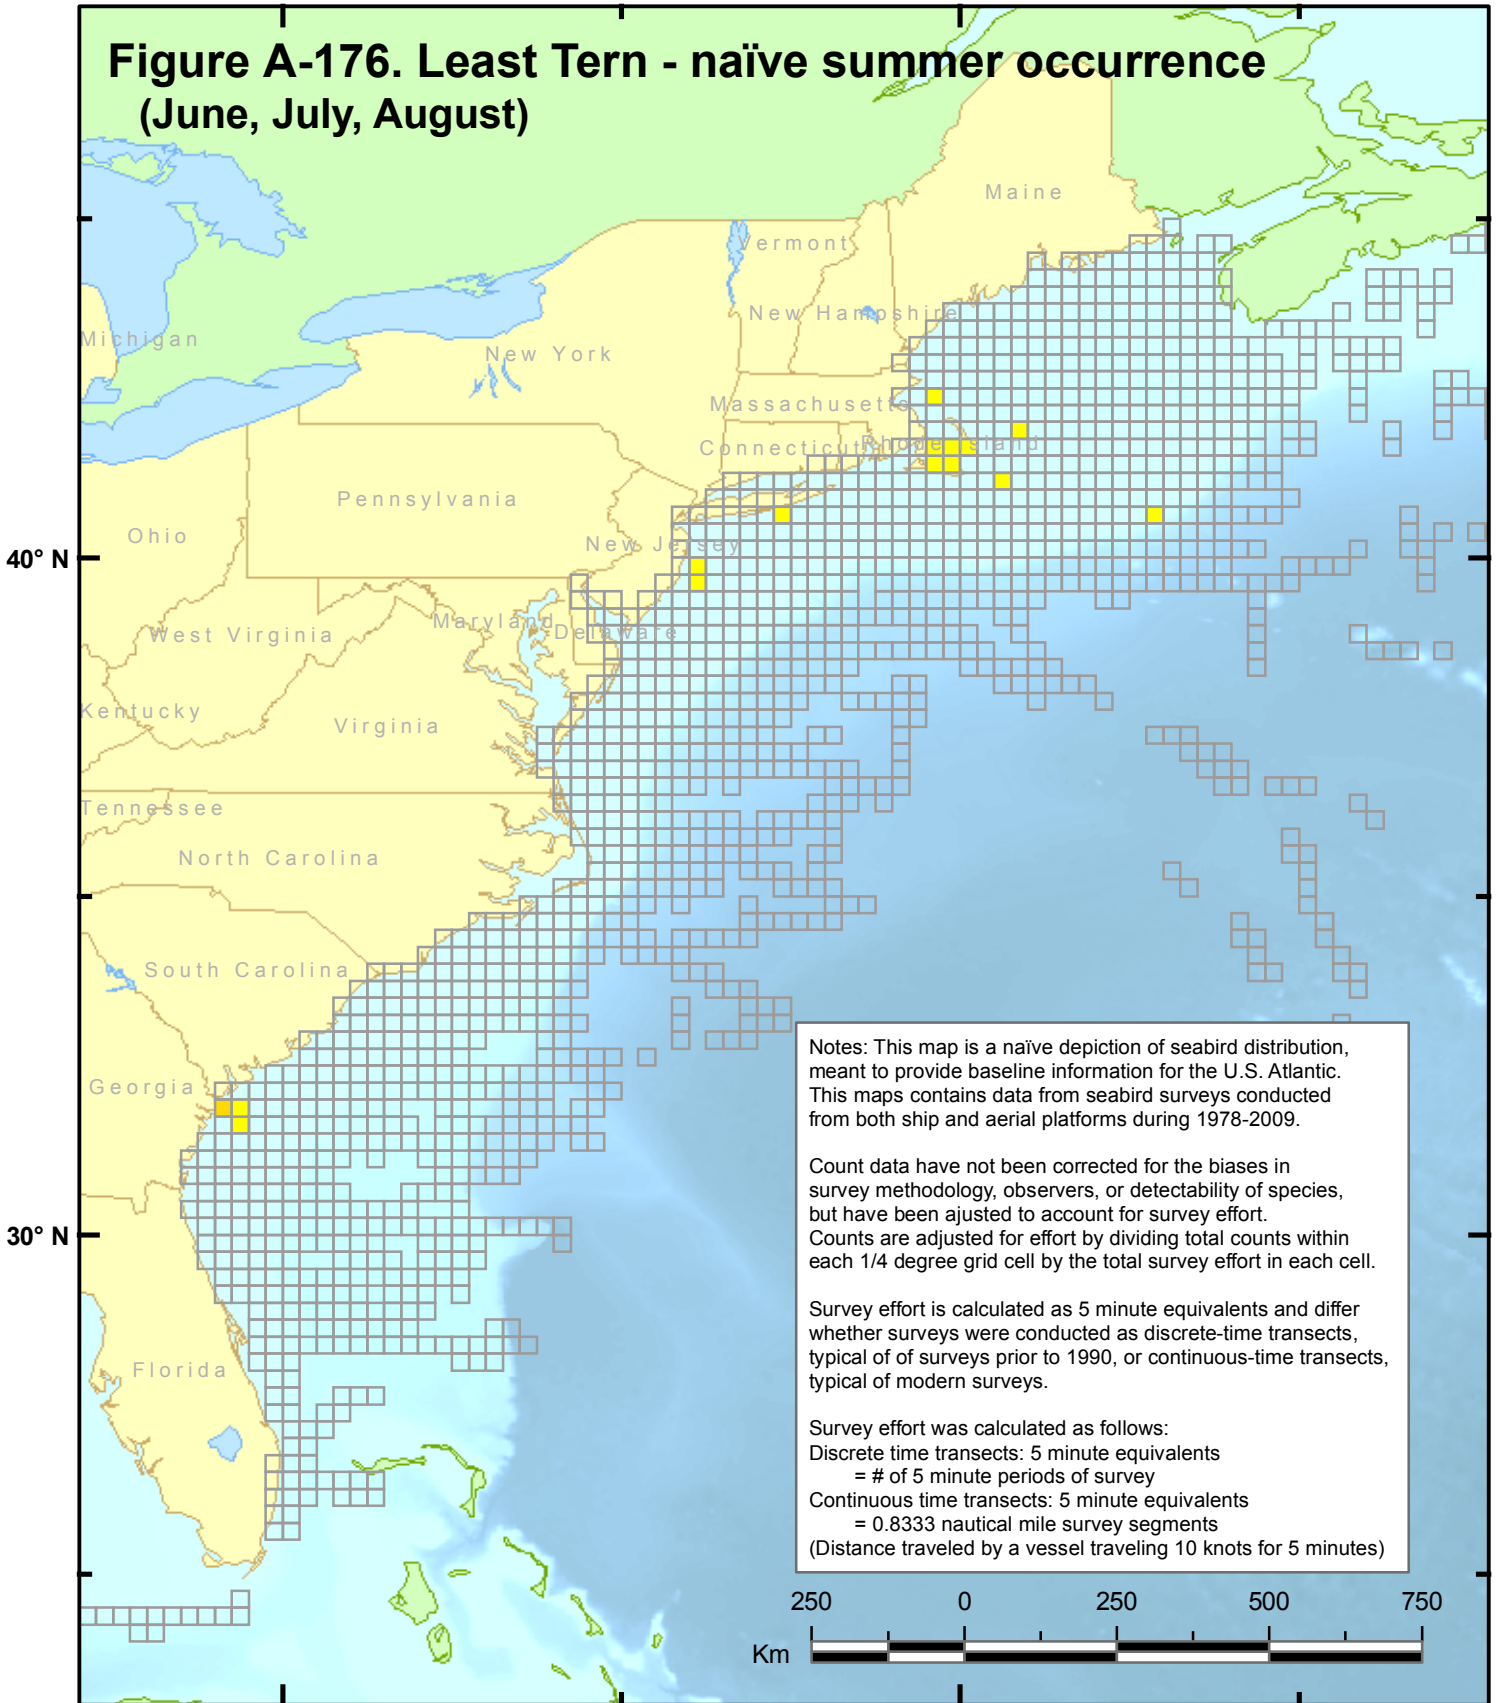 Figure A-176. Least Tern - naïve summer occurrence
(June, July, August)
Maine
Vermont
New Hampshire
Michigan
New York
Massachusetts
Connecticut
Rhode Island
Pennsylvania
Ohio
New Jersey
40° N
West Virginia
Maryland
Delaware
Kentucky
Virginia
Tennessee
North Carolina
South Carolina
Georgia
30° N
Florida
Notes: This map is a naïve depiction of seabird distribution,
meant to provide baseline information for the U.S. Atlantic.
This maps contains data from seabird surveys conducted
from both ship and aerial platforms during 1978-2009.
Count data have not been corrected for the biases in
survey methodology, observers, or detectability of species,
but have been ajusted to account for survey effort.
Counts are adjusted for effort by dividing total counts within
each 1/4 degree grid cell by the total survey effort in each cell.
Survey effort is calculated as 5 minute equivalents and differ
whether surveys were conducted as discrete-time transects,
typical of of surveys prior to 1990, or continuous-time transects,
typical of modern surveys.
Survey effort was calculated as follows:
Discrete time transects: 5 minute equivalents
= # of 5 minute periods of survey
Continuous time transects: 5 minute equivalents
= 0.8333 nautical mile survey segments
(Distance traveled by a vessel traveling 10 knots for 5 minutes)
250 0 250 500 750
Km